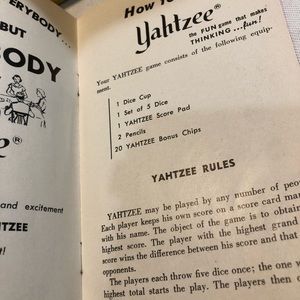 ERYBODY...
BUT
BODY
ee®
and excitement
HTZEE
t!
How
Yahtzee®
the FUN game that makes
THINKING...fun!
Your YAHTZEE game consists of the following equip-
ment.
1 Dice Cup
1 Set of 5 Dice
1 YAHTZEE Score Pad
2 Pencils
20 YAHTZEE Bonus Chips
YAHTZEE RULES
YAHTZEE may be played by any number of peop
Each player keeps his own score on a score card mar
with his name. The object of the game is to obtain
highest score. The player with the highest grand
score wins the difference between his score and that
opponents.
The players each throw five dice once; the one w
highest total starts the play. The players then